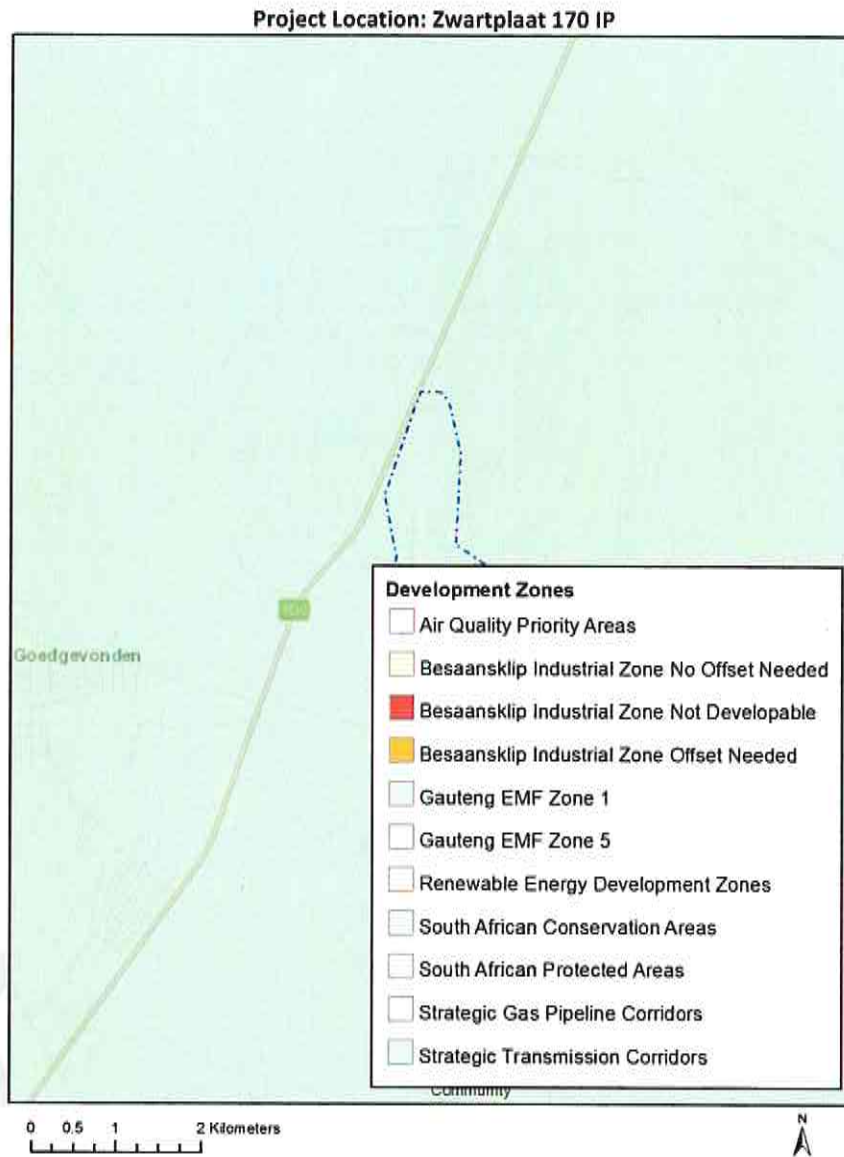 Project Location: Zwartplaat 170 IP
Goedgevonden
Development Zones
Air Quality Priority Areas
Besaansklip Industrial Zone No Offset Needed
Besaansklip Industrial Zone Not Developable
Besaansklip Industrial Zone Offset Needed
Gauteng EMF Zone 1
Gauteng EMF Zone 5
Renewable Energy Development Zones
South African Conservation Areas
South African Protected Areas
Strategic Gas Pipeline Corridors
Strategic Transmission Corridors
Community
0 0.5 1 2 Kilometers
N